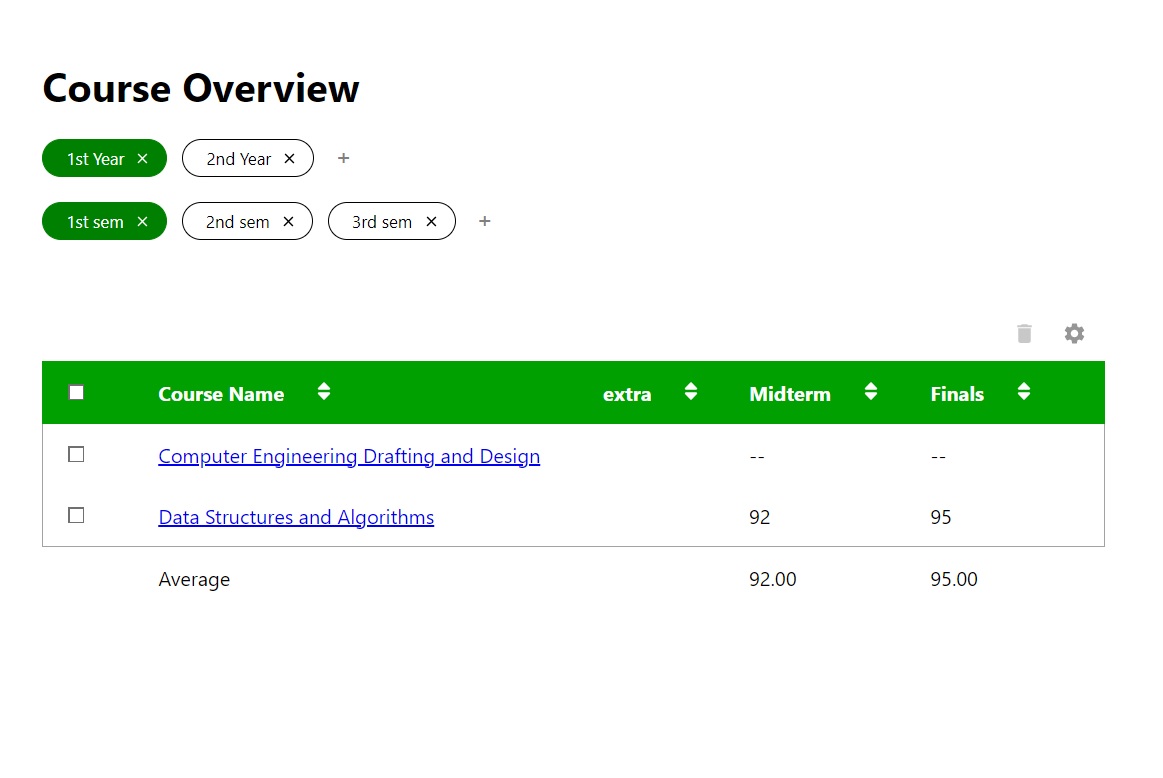 Course Overview
1st Year × 2nd Year × +
1st sem × 2nd sem × 3rd sem × +
Course Name extra Midterm Finals
Computer Engineering Drafting and Design -- --
Data Structures and Algorithms 92 95
Average 92.00 95.00